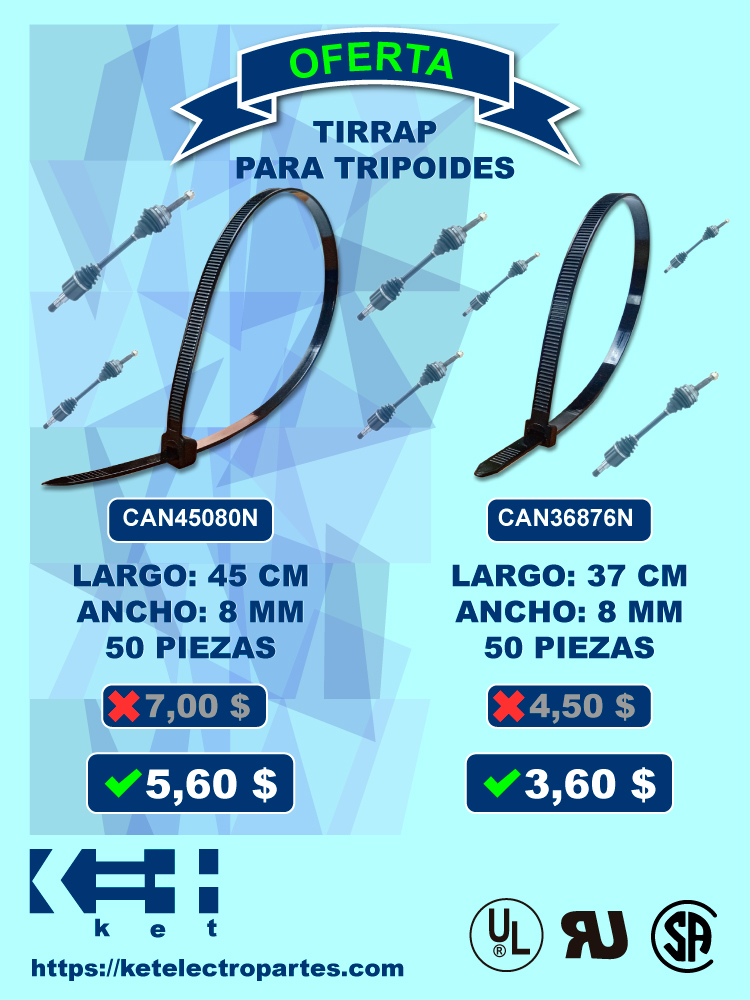 OFERTA
TIRRAP
PARA TRIPOIDES
CAN45080N
LARGO: 45 CM
ANCHO: 8 MM
50 PIEZAS
7,00 $
5,60 $
CAN36876N
LARGO: 37 CM
ANCHO: 8 MM
50 PIEZAS
4,50 $
3,60 $
ket
https://ketelectropartes.com
UL
®
RU
SA